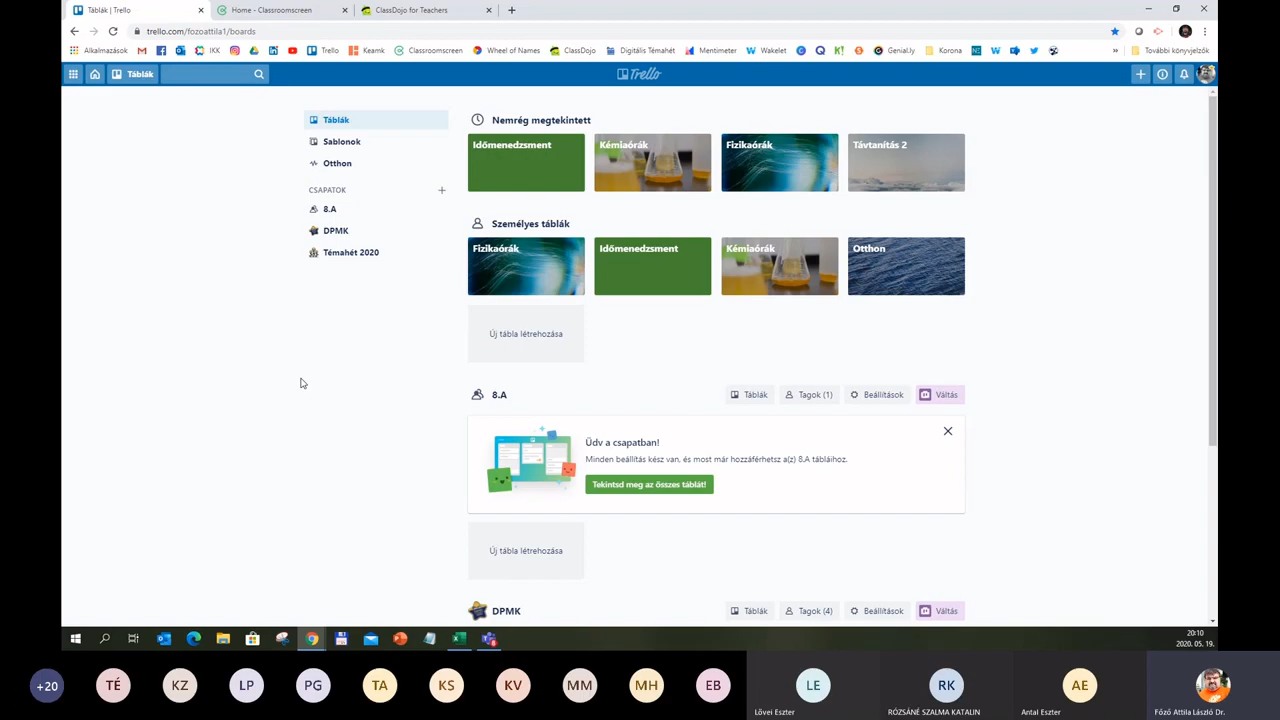 Táblák | Trello
Home - Classroomscreen
ClassDojo for Teachers
trello.com/fozoattila1/boards
Alkalmazások
IKK
Trello
Keamk
Classroomscreen
Wheel of Names
ClassDojo
Digitális Témahét
Mentimeter
Wakelet
Genial.ly
Korona
További könyvjelzők
Táblák
Trello
Táblák
Sablonok
Otthon
CSAPATOK
8.A
DPMK
Témahét 2020
Nemrég megtekintett
Időmenedzsment
Kémiaórák
Fizikaórák
Távtanítás 2
Személyes táblák
Fizikaórák
Időmenedzsment
Kémiaórák
Otthon
Új tábla létrehozása
8.A
Táblák
Tagok (1)
Beállítások
Váltás
Üdv a csapatban!
Minden beállítás kész van, és most már hozzáférhetsz a(z) 8.A tábláihoz.
Tekintsd meg az összes táblát!
Új tábla létrehozása
DPMK
Táblák
Tagok (4)
Beállítások
Váltás
20:10
2020. 05. 19.
+20
TÉ
KZ
LP
PG
TA
KS
KV
MM
MH
EB
LE
RK
AE
Lövei Eszter
RÓZSÁNÉ SZALMA KATALIN
Antal Eszter
Főző Attila László Dr.